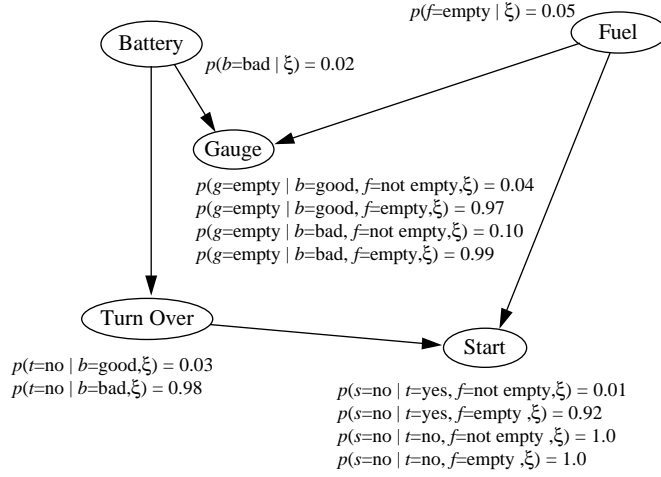 p(f=empty | ξ) = 0.05
Battery
Fuel
p(b=bad | ξ) = 0.02
Gauge
p(g=empty | b=good, f=not empty,ξ) = 0.04
p(g=empty | b=good, f=empty,ξ) = 0.97
p(g=empty | b=bad, f=not empty,ξ) = 0.10
p(g=empty | b=bad, f=empty,ξ) = 0.99
Turn Over
Start
p(t=no | b=good,ξ) = 0.03
p(t=no | b=bad,ξ) = 0.98
p(s=no | t=yes, f=not empty,ξ) = 0.01
p(s=no | t=yes, f=empty ,ξ) = 0.92
p(s=no | t=no, f=not empty ,ξ) = 1.0
p(s=no | t=no, f=empty ,ξ) = 1.0